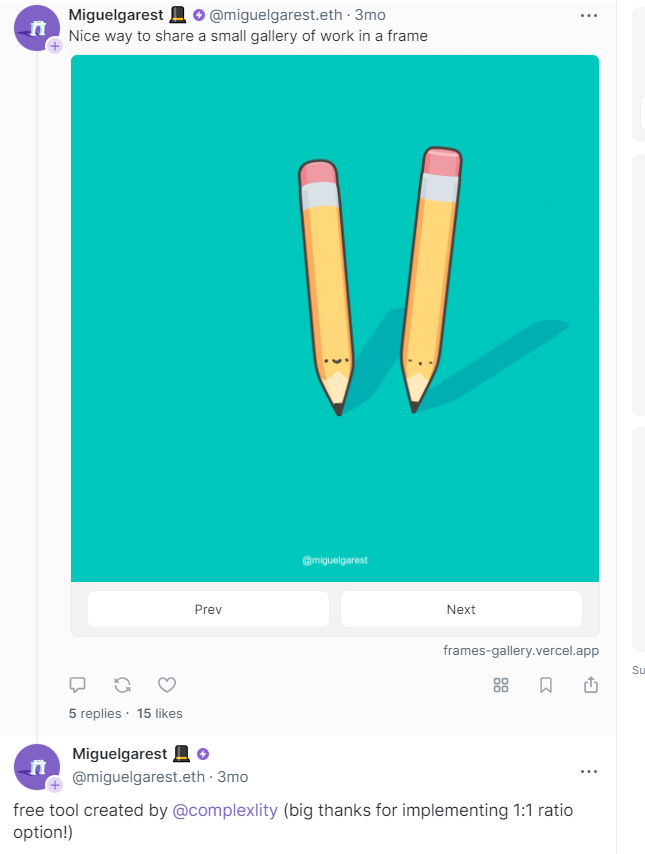 Miguelgarest 🎩 @miguelgarest.eth · 3mo
Nice way to share a small gallery of work in a frame
@miguelgarest
Prev Next
frames-gallery.vercel.app
5 replies · 15 likes
Su
Miguelgarest 🎩
@miguelgarest.eth · 3mo
free tool created by @complexlity (big thanks for implementing 1:1 ratio
option!)